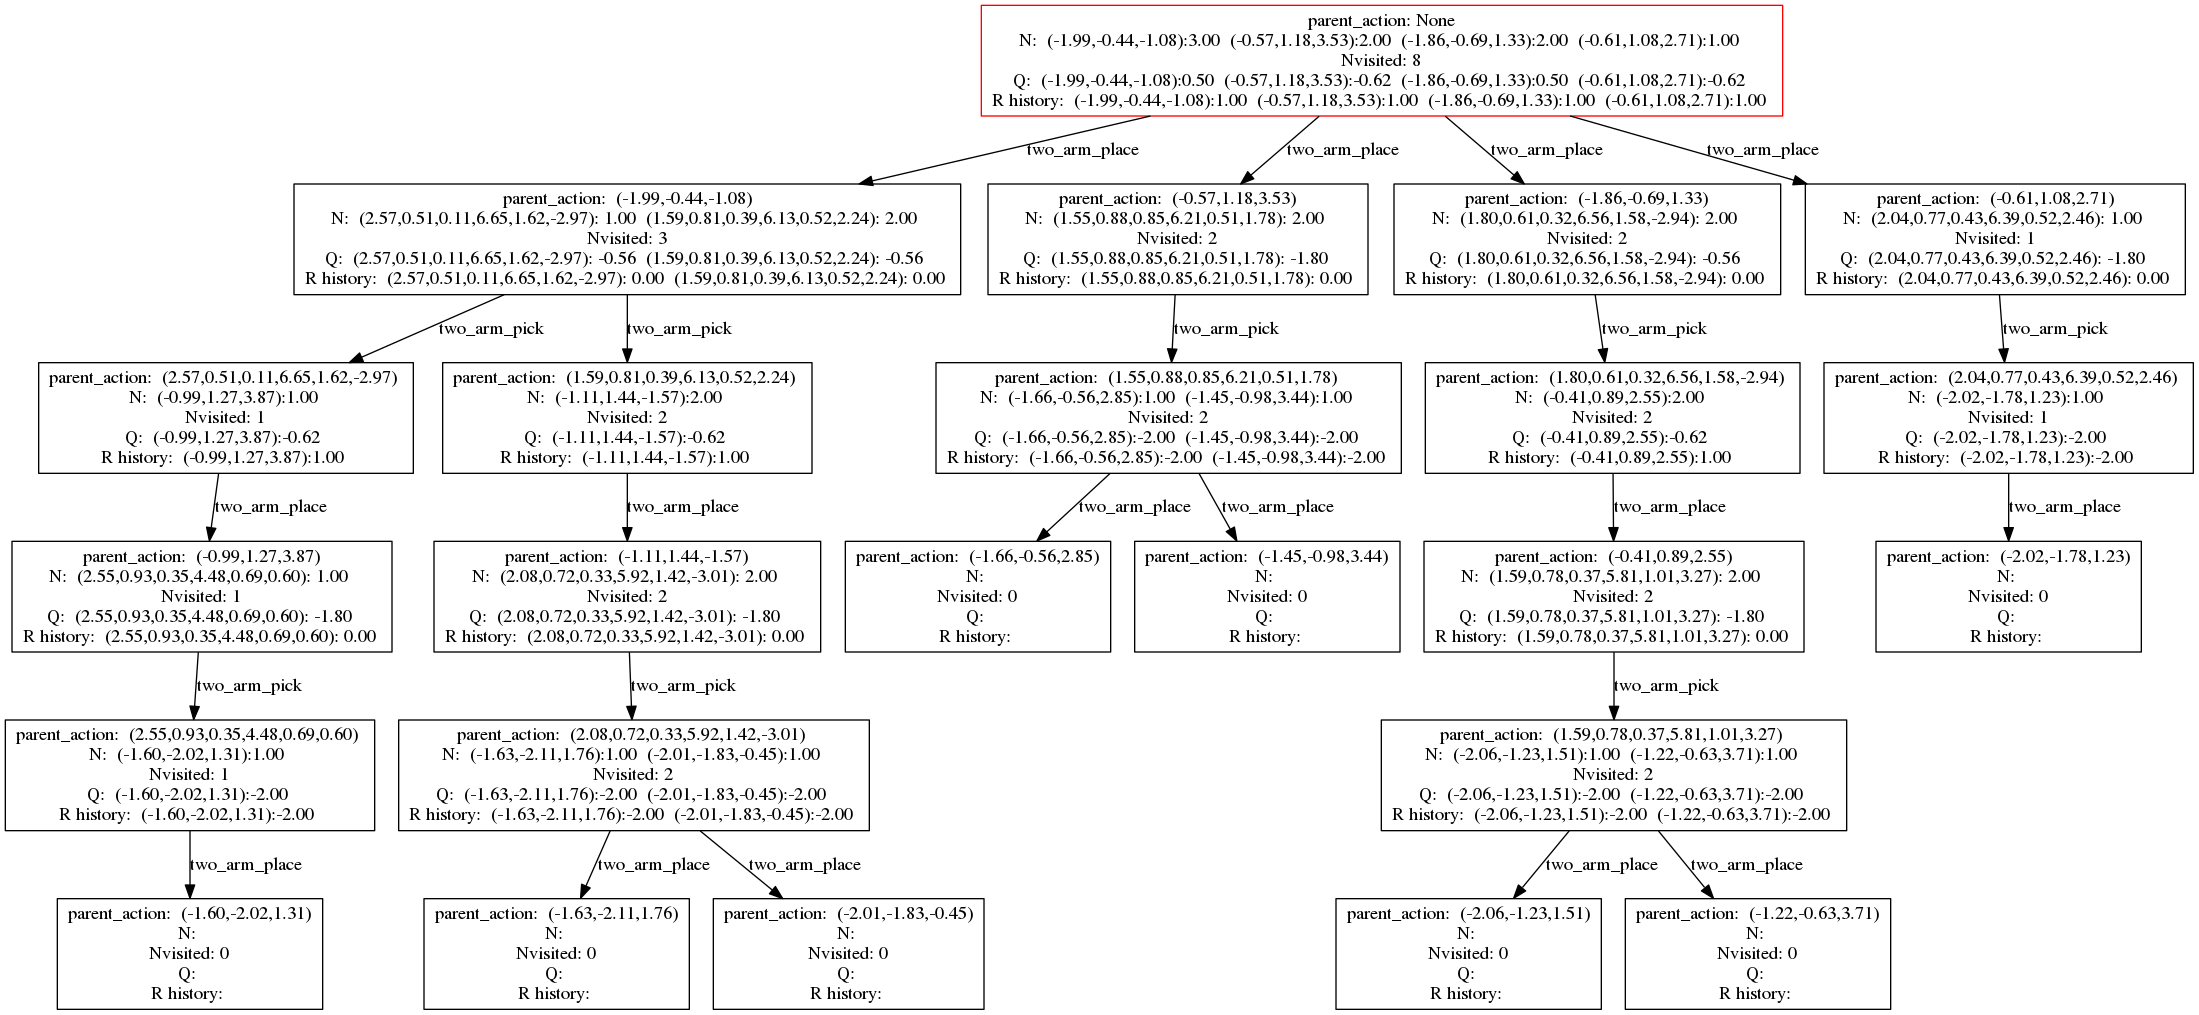 parent_action: None
N: (-1.99,-0.44,-1.08):3.00 (-0.57,1.18,3.53):2.00 (-1.86,-0.69,1.33):2.00 (-0.61,1.08,2.71):1.00
Nvisited: 8
Q: (-1.99,-0.44,-1.08):0.50 (-0.57,1.18,3.53):-0.62 (-1.86,-0.69,1.33):0.50 (-0.61,1.08,2.71):-0.62
R history: (-1.99,-0.44,-1.08):1.00 (-0.57,1.18,3.53):1.00 (-1.86,-0.69,1.33):1.00 (-0.61,1.08,2.71):1.00
two_arm_place
two_arm_place
two_arm_place
two_arm_place
parent_action: (-1.99,-0.44,-1.08)
N: (2.57,0.51,0.11,6.65,1.62,-2.97): 1.00 (1.59,0.81,0.39,6.13,0.52,2.24): 2.00
Nvisited: 3
Q: (2.57,0.51,0.11,6.65,1.62,-2.97): -0.56 (1.59,0.81,0.39,6.13,0.52,2.24): -0.56
R history: (2.57,0.51,0.11,6.65,1.62,-2.97): 0.00 (1.59,0.81,0.39,6.13,0.52,2.24): 0.00
parent_action: (-0.57,1.18,3.53)
N: (1.55,0.88,0.85,6.21,0.51,1.78): 2.00
Nvisited: 2
Q: (1.55,0.88,0.85,6.21,0.51,1.78): -1.80
R history: (1.55,0.88,0.85,6.21,0.51,1.78): 0.00
parent_action: (-1.86,-0.69,1.33)
N: (1.80,0.61,0.32,6.56,1.58,-2.94): 2.00
Nvisited: 2
Q: (1.80,0.61,0.32,6.56,1.58,-2.94): -0.56
R history: (1.80,0.61,0.32,6.56,1.58,-2.94): 0.00
parent_action: (-0.61,1.08,2.71)
N: (2.04,0.77,0.43,6.39,0.52,2.46): 1.00
Nvisited: 1
Q: (2.04,0.77,0.43,6.39,0.52,2.46): -1.80
R history: (2.04,0.77,0.43,6.39,0.52,2.46): 0.00
two_arm_pick
two_arm_pick
two_arm_pick
two_arm_pick
two_arm_pick
parent_action: (2.57,0.51,0.11,6.65,1.62,-2.97)
N: (-0.99,1.27,3.87):1.00
Nvisited: 1
Q: (-0.99,1.27,3.87):-0.62
R history: (-0.99,1.27,3.87):1.00
parent_action: (1.59,0.81,0.39,6.13,0.52,2.24)
N: (-1.11,1.44,-1.57):2.00
Nvisited: 2
Q: (-1.11,1.44,-1.57):-0.62
R history: (-1.11,1.44,-1.57):1.00
parent_action: (1.55,0.88,0.85,6.21,0.51,1.78)
N: (-1.66,-0.56,2.85):1.00 (-1.45,-0.98,3.44):1.00
Nvisited: 2
Q: (-1.66,-0.56,2.85):-2.00 (-1.45,-0.98,3.44):-2.00
R history: (-1.66,-0.56,2.85):-2.00 (-1.45,-0.98,3.44):-2.00
parent_action: (1.80,0.61,0.32,6.56,1.58,-2.94)
N: (-0.41,0.89,2.55):2.00
Nvisited: 2
Q: (-0.41,0.89,2.55):-0.62
R history: (-0.41,0.89,2.55):1.00
parent_action: (2.04,0.77,0.43,6.39,0.52,2.46)
N: (-2.02,-1.78,1.23):1.00
Nvisited: 1
Q: (-2.02,-1.78,1.23):-2.00
R history: (-2.02,-1.78,1.23):-2.00
two_arm_place
two_arm_place
two_arm_place
two_arm_place
two_arm_place
two_arm_place
parent_action: (-0.99,1.27,3.87)
N: (2.55,0.93,0.35,4.48,0.69,0.60): 1.00
Nvisited: 1
Q: (2.55,0.93,0.35,4.48,0.69,0.60): -1.80
R history: (2.55,0.93,0.35,4.48,0.69,0.60): 0.00
parent_action: (-1.11,1.44,-1.57)
N: (2.08,0.72,0.33,5.92,1.42,-3.01): 2.00
Nvisited: 2
Q: (2.08,0.72,0.33,5.92,1.42,-3.01): -1.80
R history: (2.08,0.72,0.33,5.92,1.42,-3.01): 0.00
parent_action: (-1.66,-0.56,2.85)
N:
Nvisited: 0
Q:
R history:
parent_action: (-1.45,-0.98,3.44)
N:
Nvisited: 0
Q:
R history:
parent_action: (-0.41,0.89,2.55)
N: (1.59,0.78,0.37,5.81,1.01,3.27): 2.00
Nvisited: 2
Q: (1.59,0.78,0.37,5.81,1.01,3.27): -1.80
R history: (1.59,0.78,0.37,5.81,1.01,3.27): 0.00
parent_action: (-2.02,-1.78,1.23)
N:
Nvisited: 0
Q:
R history:
two_arm_pick
two_arm_pick
two_arm_pick
parent_action: (2.55,0.93,0.35,4.48,0.69,0.60)
N: (-1.60,-2.02,1.31):1.00
Nvisited: 1
Q: (-1.60,-2.02,1.31):-2.00
R history: (-1.60,-2.02,1.31):-2.00
parent_action: (2.08,0.72,0.33,5.92,1.42,-3.01)
N: (-1.63,-2.11,1.76):1.00 (-2.01,-1.83,-0.45):1.00
Nvisited: 2
Q: (-1.63,-2.11,1.76):-2.00 (-2.01,-1.83,-0.45):-2.00
R history: (-1.63,-2.11,1.76):-2.00 (-2.01,-1.83,-0.45):-2.00
parent_action: (1.59,0.78,0.37,5.81,1.01,3.27)
N: (-2.06,-1.23,1.51):1.00 (-1.22,-0.63,3.71):1.00
Nvisited: 2
Q: (-2.06,-1.23,1.51):-2.00 (-1.22,-0.63,3.71):-2.00
R history: (-2.06,-1.23,1.51):-2.00 (-1.22,-0.63,3.71):-2.00
two_arm_place
two_arm_place
two_arm_place
two_arm_place
two_arm_place
parent_action: (-1.60,-2.02,1.31)
N:
Nvisited: 0
Q:
R history:
parent_action: (-1.63,-2.11,1.76)
N:
Nvisited: 0
Q:
R history:
parent_action: (-2.01,-1.83,-0.45)
N:
Nvisited: 0
Q:
R history:
parent_action: (-2.06,-1.23,1.51)
N:
Nvisited: 0
Q:
R history:
parent_action: (-1.22,-0.63,3.71)
N:
Nvisited: 0
Q:
R history: